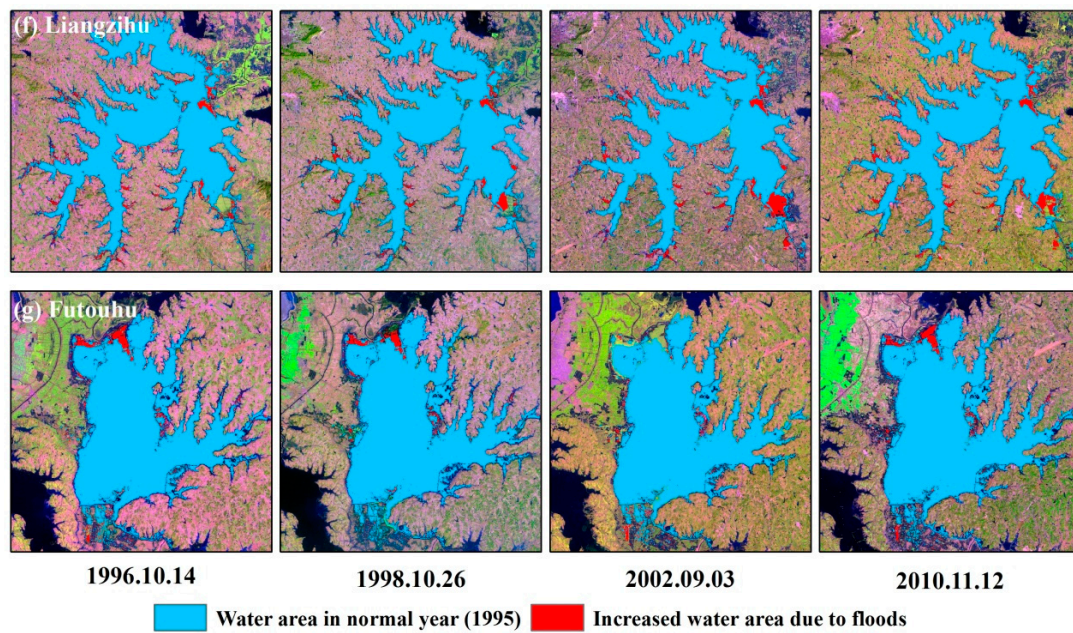 (f) Liangzihu
(g) Futouhu
1996.10.14 1998.10.26 2002.09.03 2010.11.12
Water area in normal year (1995) Increased water area due to floods